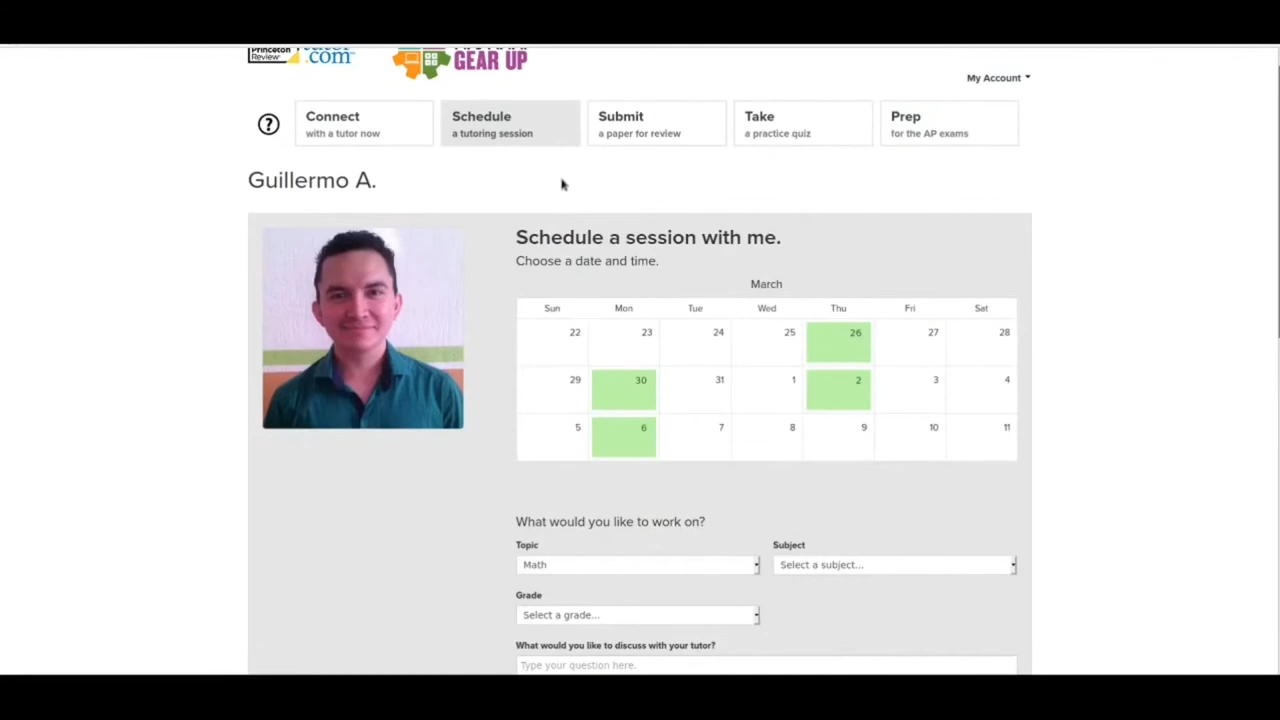 Princeton
Review
tutor
.com
GEAR UP
My Account
?
Connect
with a tutor now
Schedule
a tutoring session
Submit
a paper for review
Take
a practice quiz
Prep
for the AP exams
Guillermo A.
Schedule a session with me.
Choose a date and time.
March
Sun Mon Tue Wed Thu Fri Sat
22 23 24 25 26 27 28
29 30 31 1 2 3 4
5 6 7 8 9 10 11
What would you like to work on?
Topic Subject
Math Select a subject...
Grade
Select a grade...
What would you like to discuss with your tutor?
Type your question here.